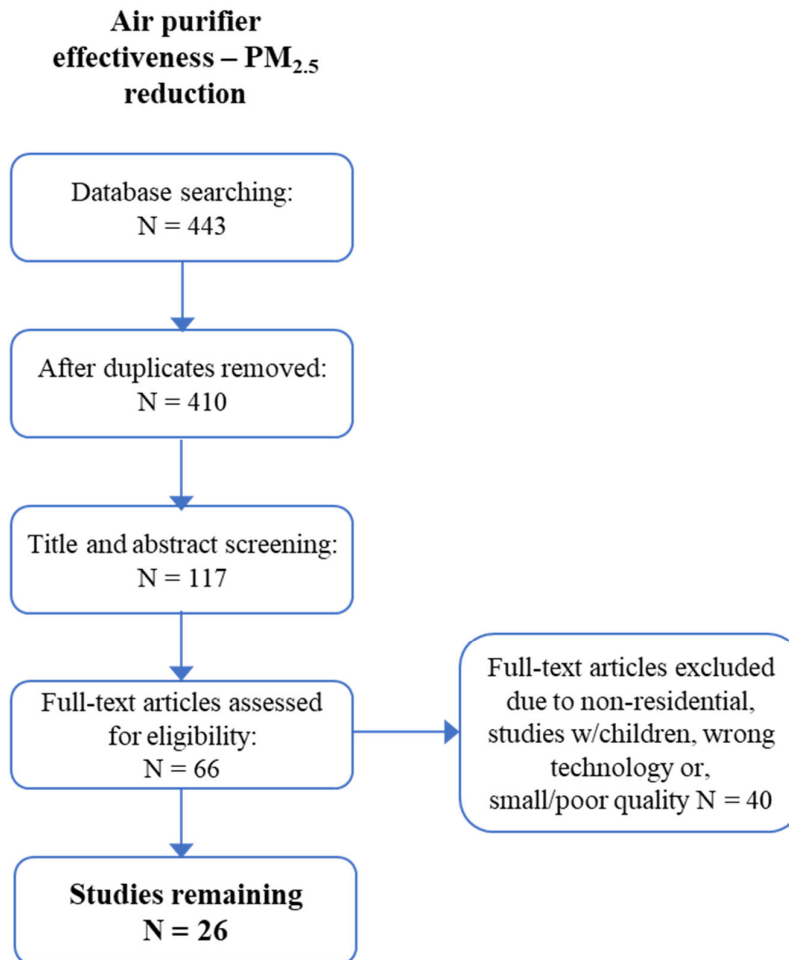 Air purifier
effectiveness – PM2.5
reduction
Database searching:
N = 443
After duplicates removed:
N = 410
Title and abstract screening:
N = 117
Full-text articles assessed
for eligibility:
N = 66
Full-text articles excluded
due to non-residential,
studies w/children, wrong
technology or,
small/poor quality N = 40
Studies remaining
N = 26